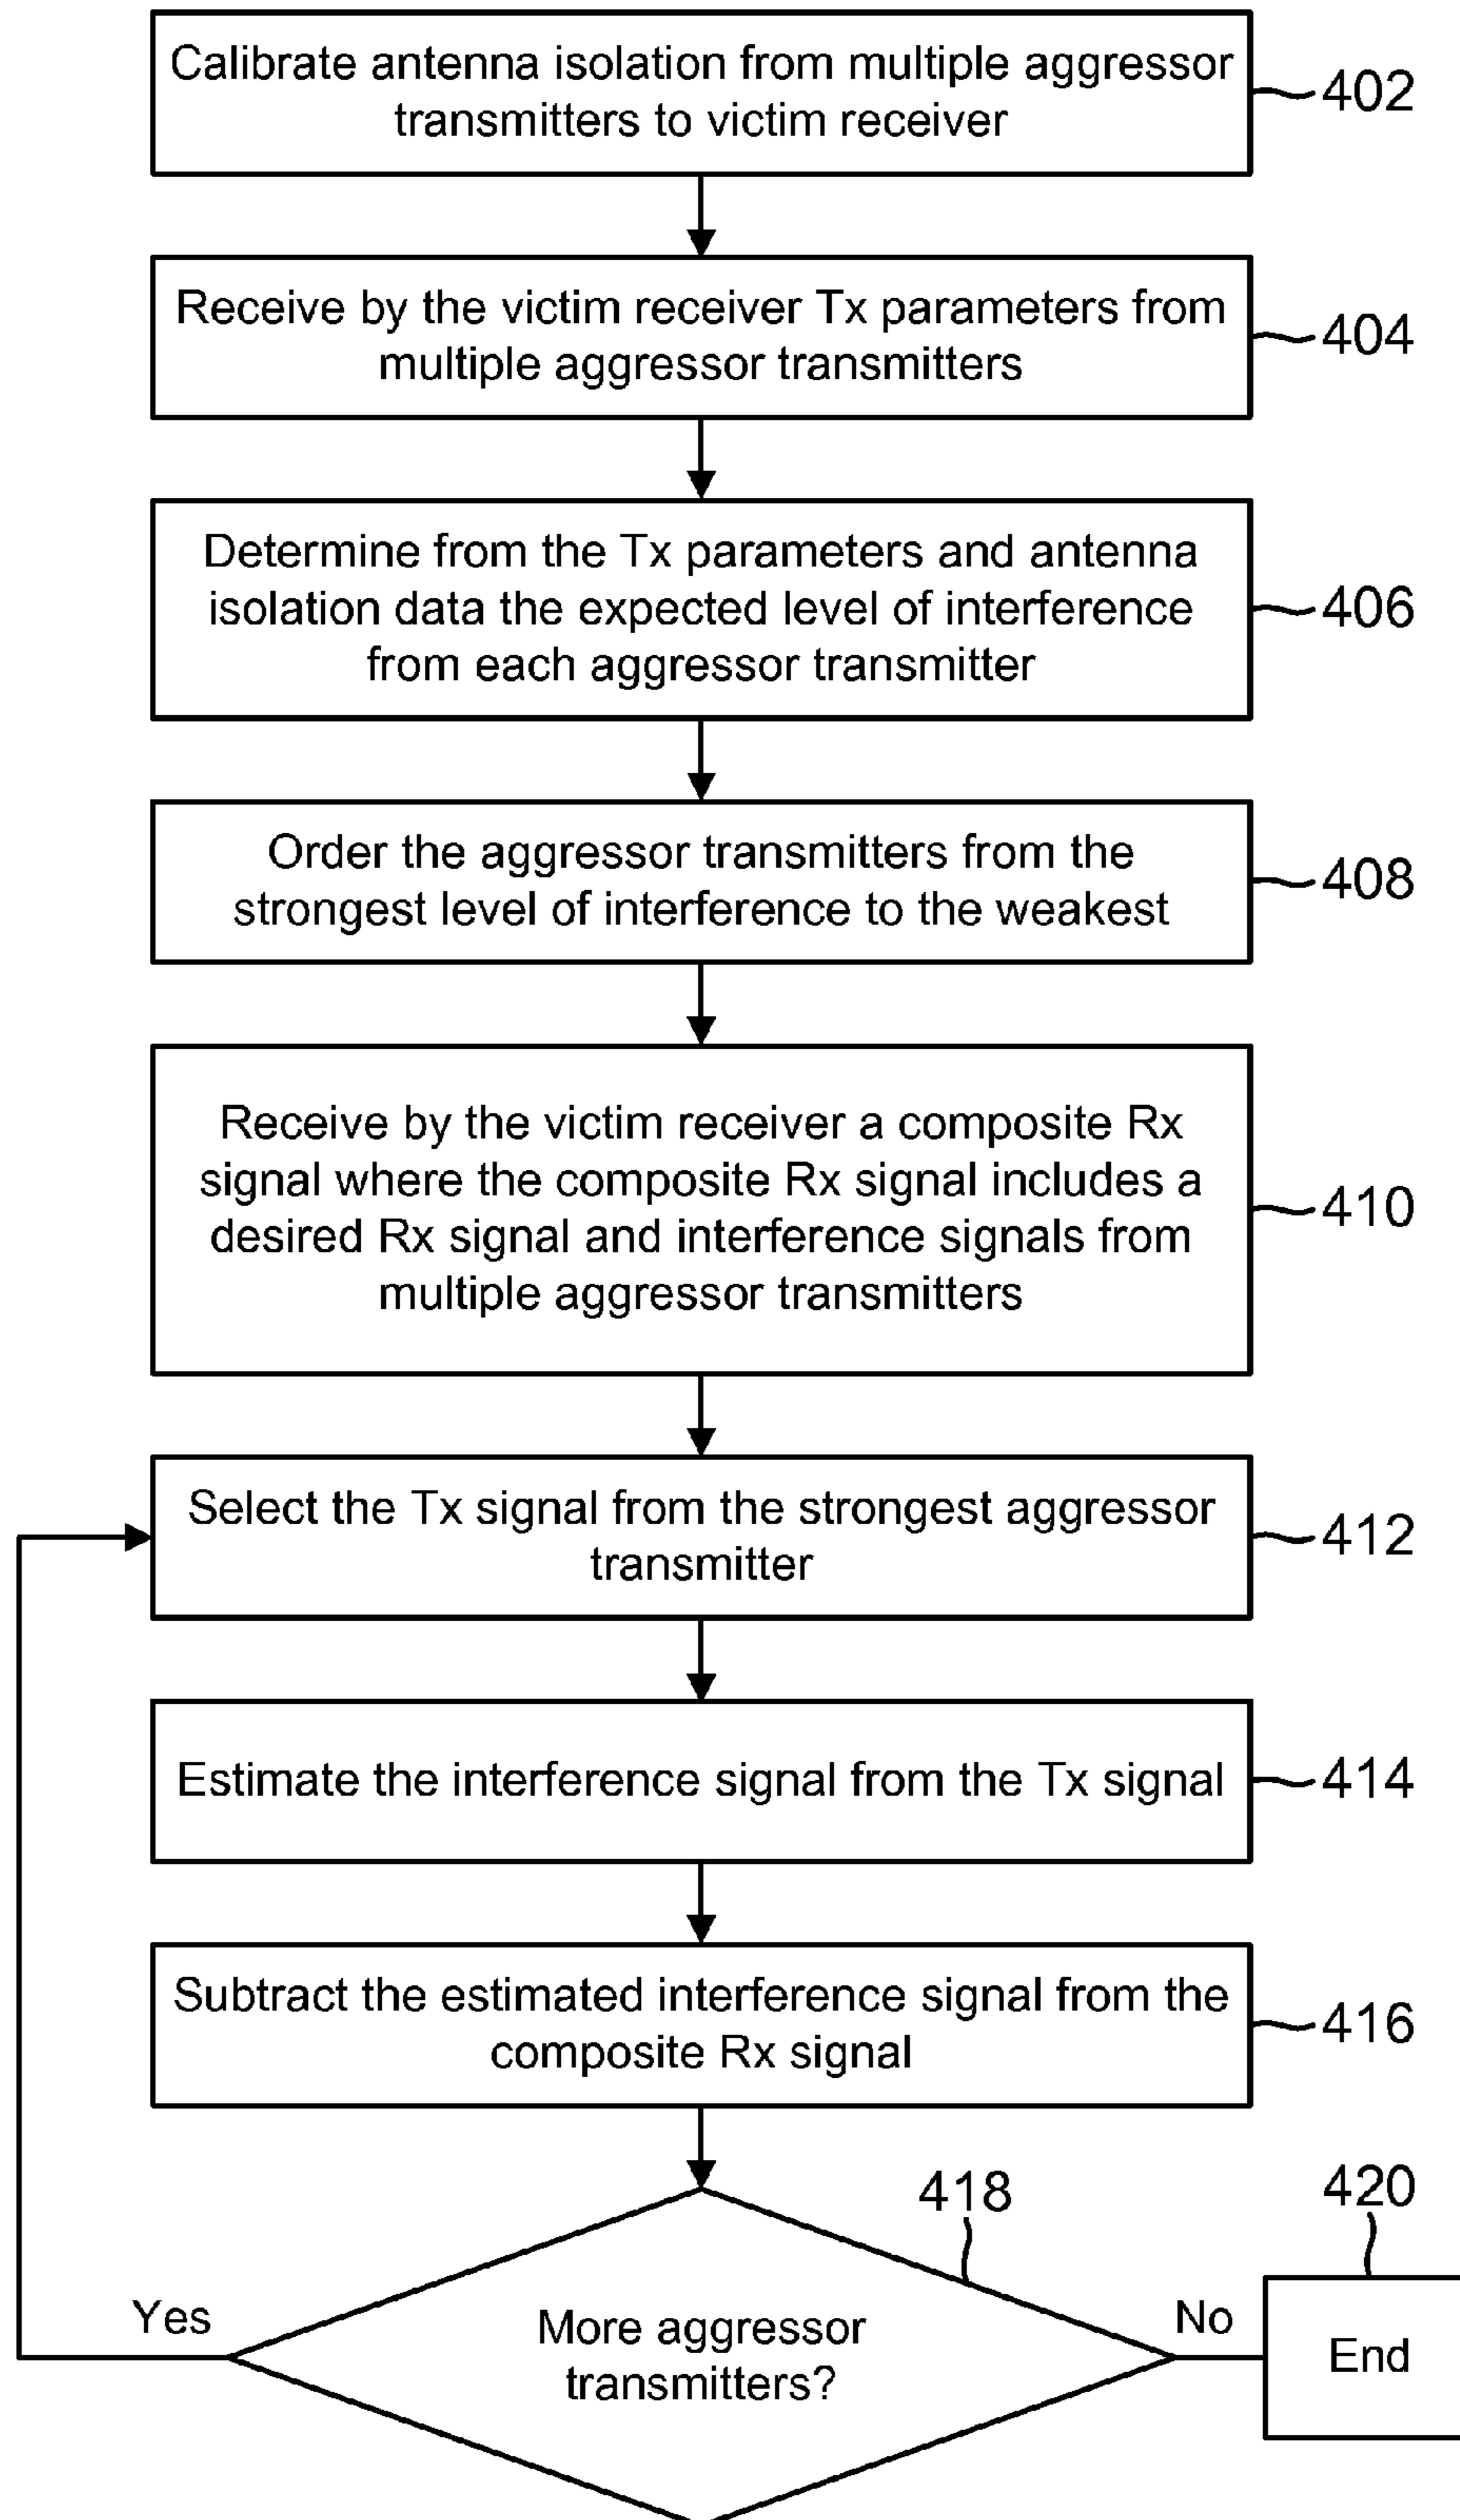 Calibrate antenna isolation from multiple aggressor
transmitters to victim receiver
402
Receive by the victim receiver Tx parameters from
multiple aggressor transmitters
404
Determine from the Tx parameters and antenna
isolation data the expected level of interference
from each aggressor transmitter
406
Order the aggressor transmitters from the
strongest level of interference to the weakest
408
Receive by the victim receiver a composite Rx
signal where the composite Rx signal includes a
desired Rx signal and interference signals from
multiple aggressor transmitters
410
Select the Tx signal from the strongest aggressor
transmitter
412
Estimate the interference signal from the Tx signal
414
Subtract the estimated interference signal from the
composite Rx signal
416
418
420
Yes
More aggressor
transmitters?
No
End